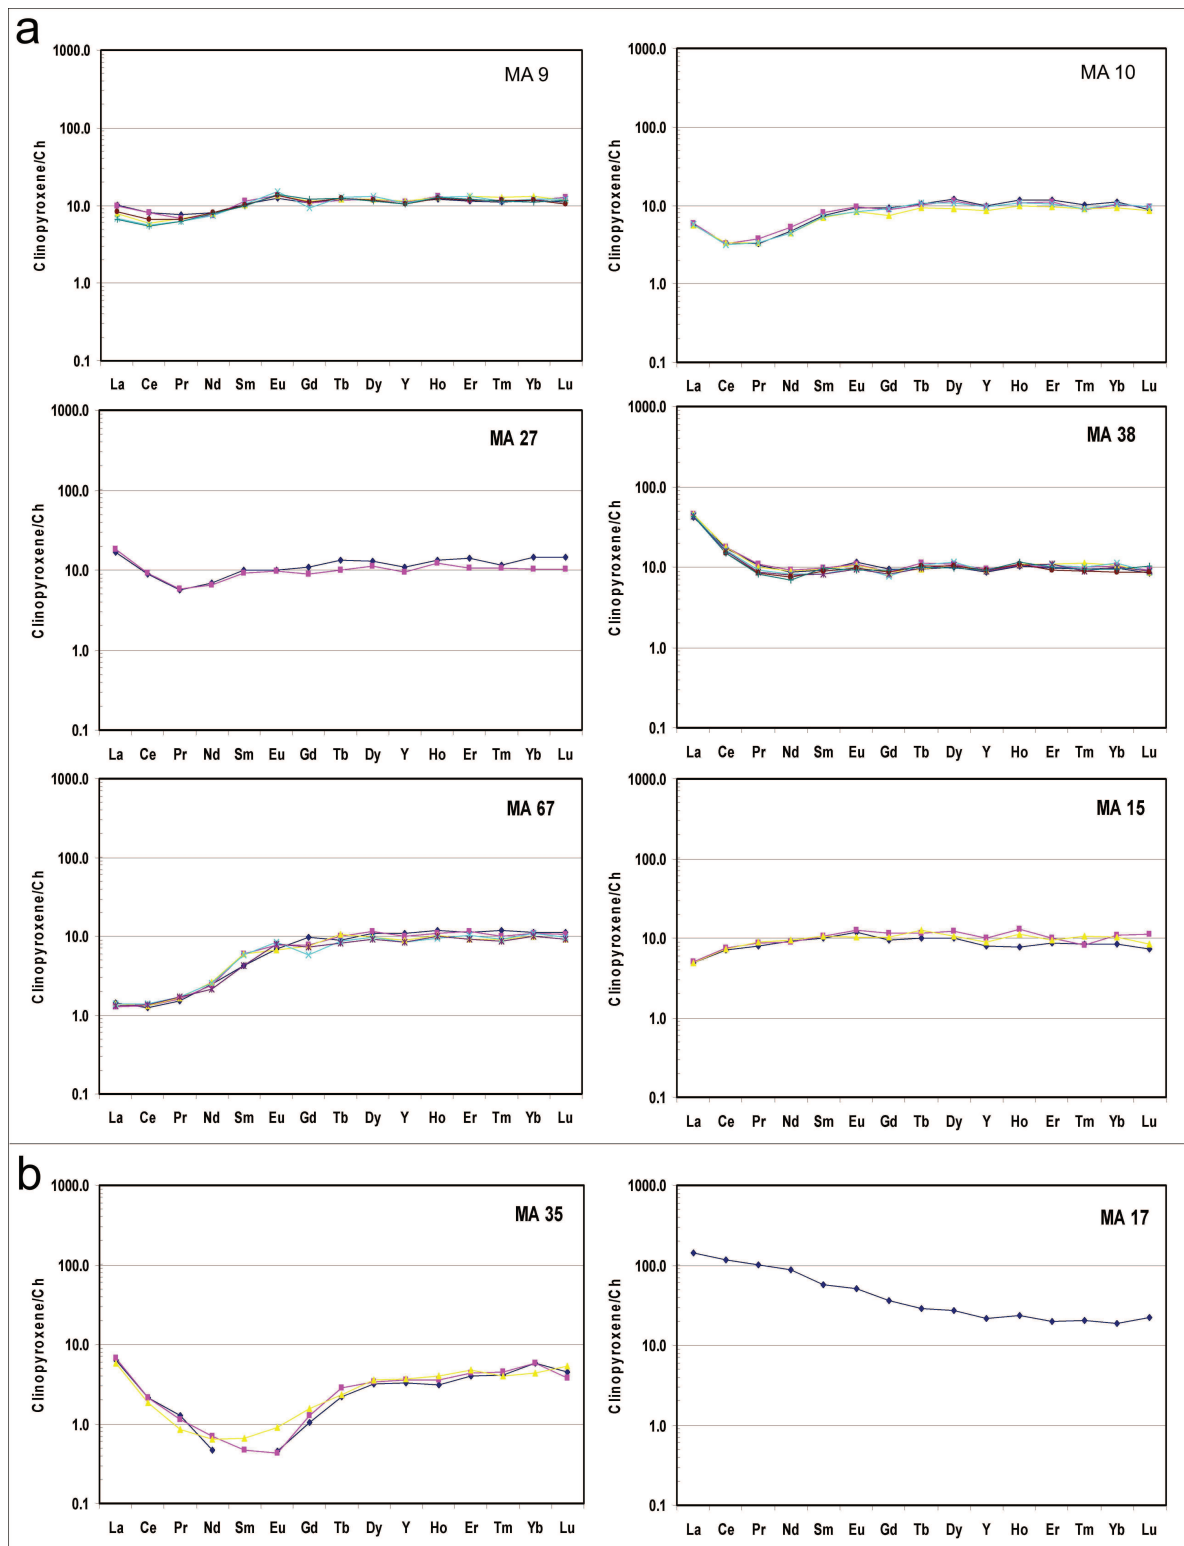 a
MA 9
Clinopyroxene/Ch
1000.0
100.0
10.0
1.0
0.1
La Ce Pr Nd Sm Eu Gd Tb Dy Y Ho Er Tm Yb Lu
MA 10
Clinopyroxene/Ch
1000.0
100.0
10.0
1.0
0.1
La Ce Pr Nd Sm Eu Gd Tb Dy Y Ho Er Tm Yb Lu
MA 27
Clinopyroxene/Ch
1000.0
100.0
10.0
1.0
0.1
La Ce Pr Nd Sm Eu Gd Tb Dy Y Ho Er Tm Yb Lu
MA 38
Clinopyroxene/Ch
1000.0
100.0
10.0
1.0
0.1
La Ce Pr Nd Sm Eu Gd Tb Dy Y Ho Er Tm Yb Lu
MA 67
Clinopyroxene/Ch
1000.0
100.0
10.0
1.0
0.1
La Ce Pr Nd Sm Eu Gd Tb Dy Y Ho Er Tm Yb Lu
MA 15
Clinopyroxene/Ch
1000.0
100.0
10.0
1.0
0.1
La Ce Pr Nd Sm Eu Gd Tb Dy Y Ho Er Tm Yb Lu
b
MA 35
Clinopyroxene/Ch
1000.0
100.0
10.0
1.0
0.1
La Ce Pr Nd Sm Eu Gd Tb Dy Y Ho Er Tm Yb Lu
MA 17
Clinopyroxene/Ch
1000.0
100.0
10.0
1.0
0.1
La Ce Pr Nd Sm Eu Gd Tb Dy Y Ho Er Tm Yb Lu